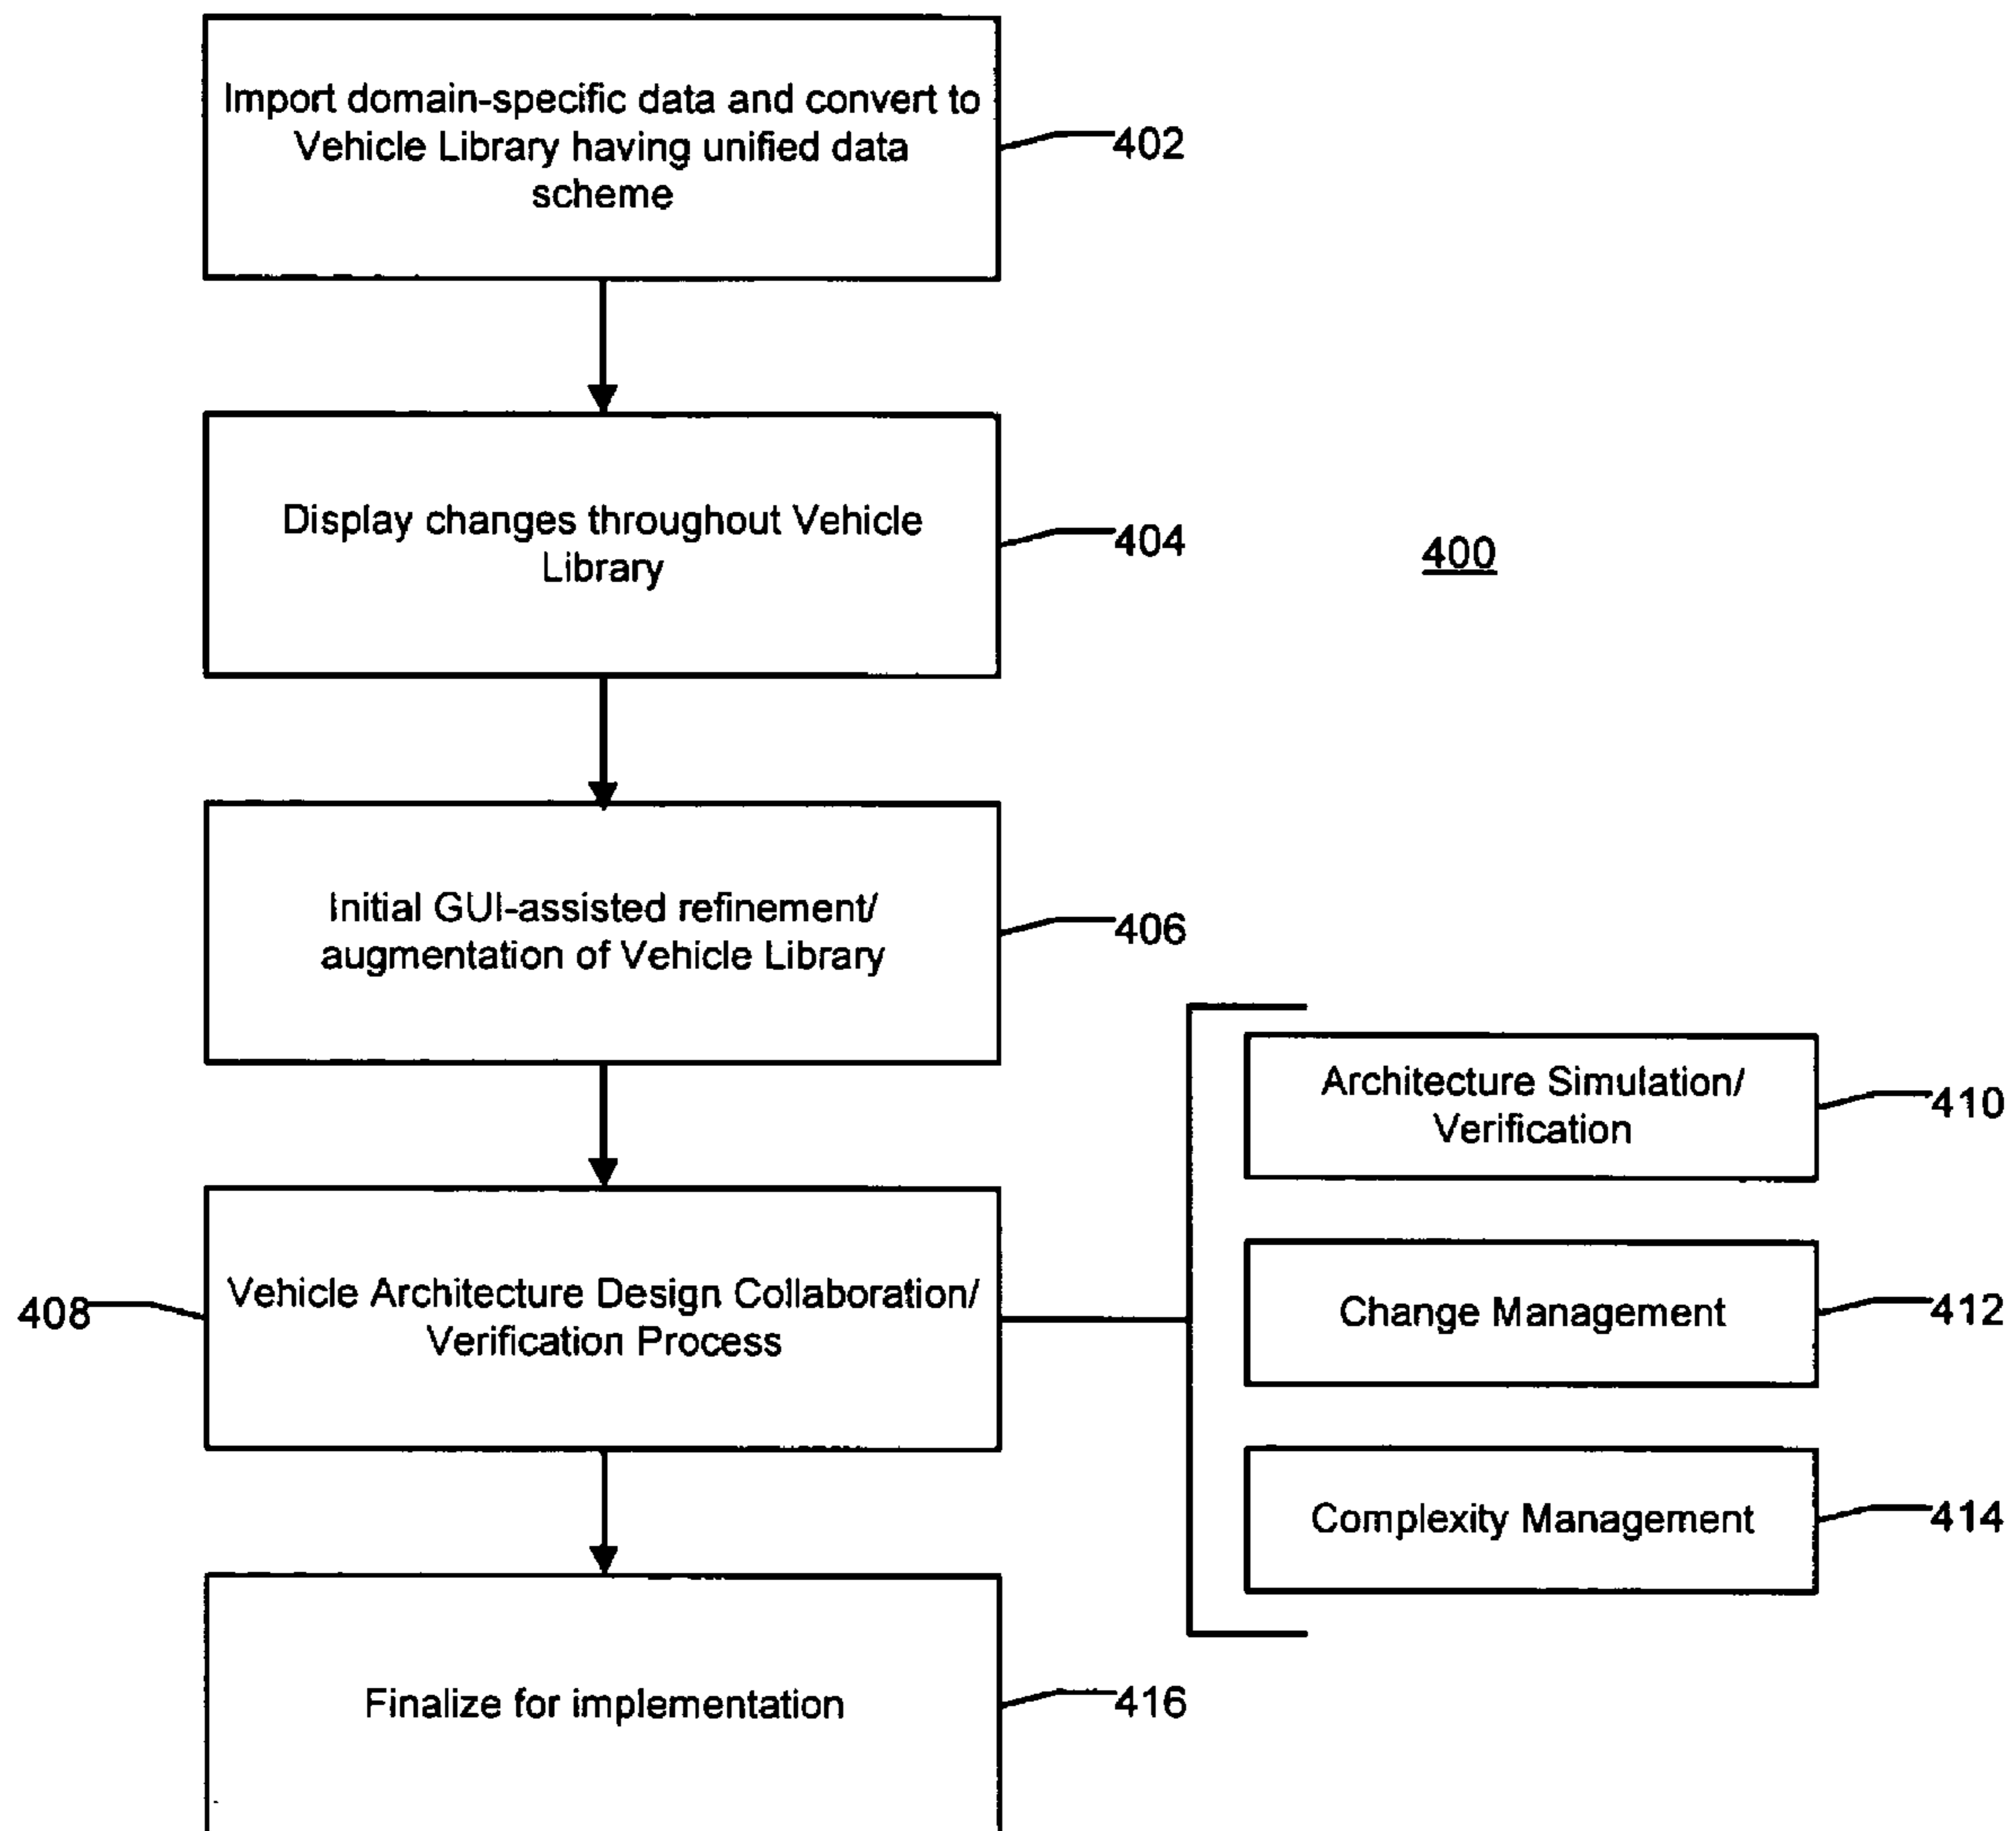 Import domain-specific data and convert to
Vehicle Library having unified data
scheme
402
Display changes throughout Vehicle
Library
404
400
Initial GUI-assisted refinement/
augmentation of Vehicle Library
406
408
Vehicle Architecture Design Collaboration/
Verification Process
Architecture Simulation/
Verification
410
Change Management
412
Complexity Management
414
Finalize for implementation
416